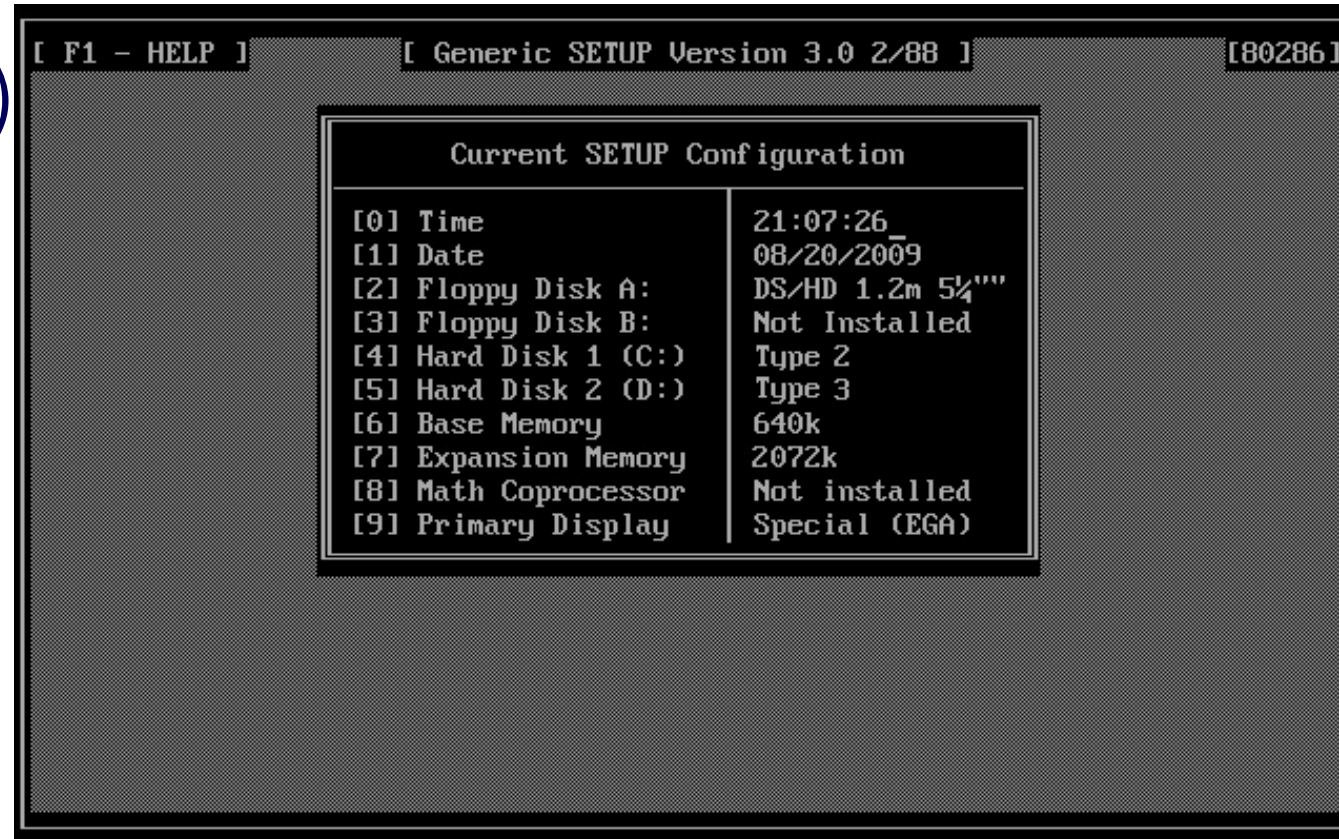 [ F1 - HELP ] [ Generic SETUP Version 3.0 2/88 ] [80286]
Current SETUP Configuration
[0] Time 21:07:26_
[1] Date 08/20/2009
[2] Floppy Disk A: DS/HD 1.2m 5¼""
[3] Floppy Disk B: Not Installed
[4] Hard Disk 1 (C:) Type 2
[5] Hard Disk 2 (D:) Type 3
[6] Base Memory 640k
[7] Expansion Memory 2072k
[8] Math Coprocessor Not installed
[9] Primary Display Special (EGA)